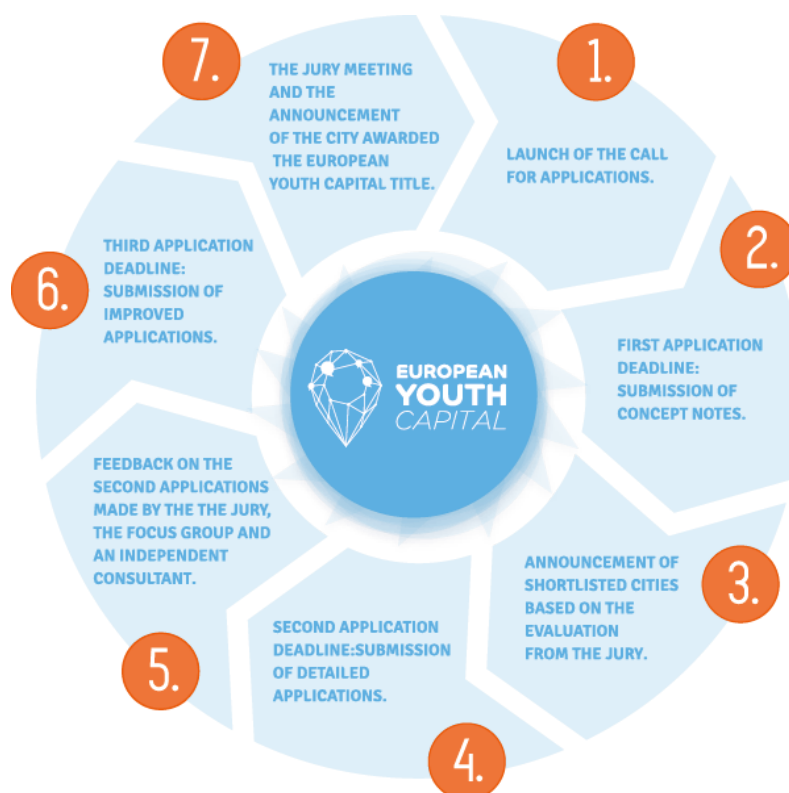 1.
LAUNCH OF THE CALL
FOR APPLICATIONS.
2.
FIRST APPLICATION
DEADLINE:
SUBMISSION OF
CONCEPT NOTES.
3.
ANNOUNCEMENT OF
SHORTLISTED CITIES
BASED ON THE
EVALUATION
FROM THE JURY.
4.
SECOND APPLICATION
DEADLINE:SUBMISSION
OF DETAILED
APPLICATIONS.
5.
FEEDBACK ON THE
SECOND APPLICATIONS
MADE BY THE THE JURY,
THE FOCUS GROUP AND
AN INDEPENDENT
CONSULTANT.
6.
THIRD APPLICATION
DEADLINE:
SUBMISSION OF
IMPROVED
APPLICATIONS.
7.
THE JURY MEETING
AND THE
ANNOUNCEMENT
OF THE CITY AWARDED
THE EUROPEAN
YOUTH CAPITAL TITLE.
EUROPEAN
YOUTH
CAPITAL